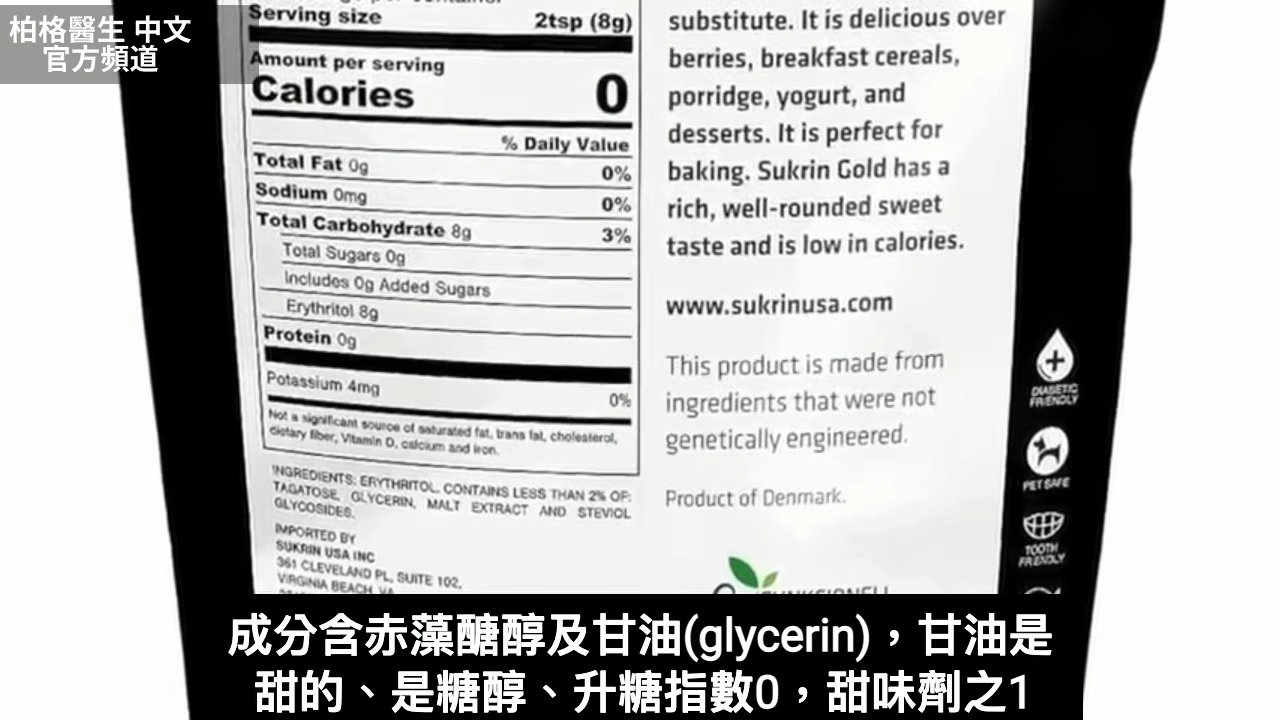 柏格醫生 中文
官方頻道
Serving size 2tsp (8g)
Amount per serving
Calories 0
% Daily Value
Total Fat 0g 0%
Sodium 0mg 0%
Total Carbohydrate 8g 3%
Total Sugars 0g
Includes 0g Added Sugars
Erythritol 8g
Protein 0g
Potassium 4mg 0%
Not a significant source of saturated fat, trans fat, cholesterol,
dietary fiber, Vitamin D, calcium and iron.
INGREDIENTS: ERYTHRITOL. CONTAINS LESS THAN 2% OF:
TAGATOSE, GLYCERIN, MALT EXTRACT AND STEVIOL
GLYCOSIDES.
IMPORTED BY
SUKRIN USA INC
361 CLEVELAND PL, SUITE 102,
VIRGINIA BEACH, VA
substitute. It is delicious over
berries, breakfast cereals,
porridge, yogurt, and
desserts. It is perfect for
baking. Sukrin Gold has a
rich, well-rounded sweet
taste and is low in calories.
www.sukrinusa.com
This product is made from
ingredients that were not
genetically engineered.
Product of Denmark.
DIABETIC
FRIENDLY
PET SAFE
TOOTH
FRIENDLY
成分含赤藻醣醇及甘油(glycerin)，甘油是
甜的、是糖醇、升糖指數0，甜味劑之1